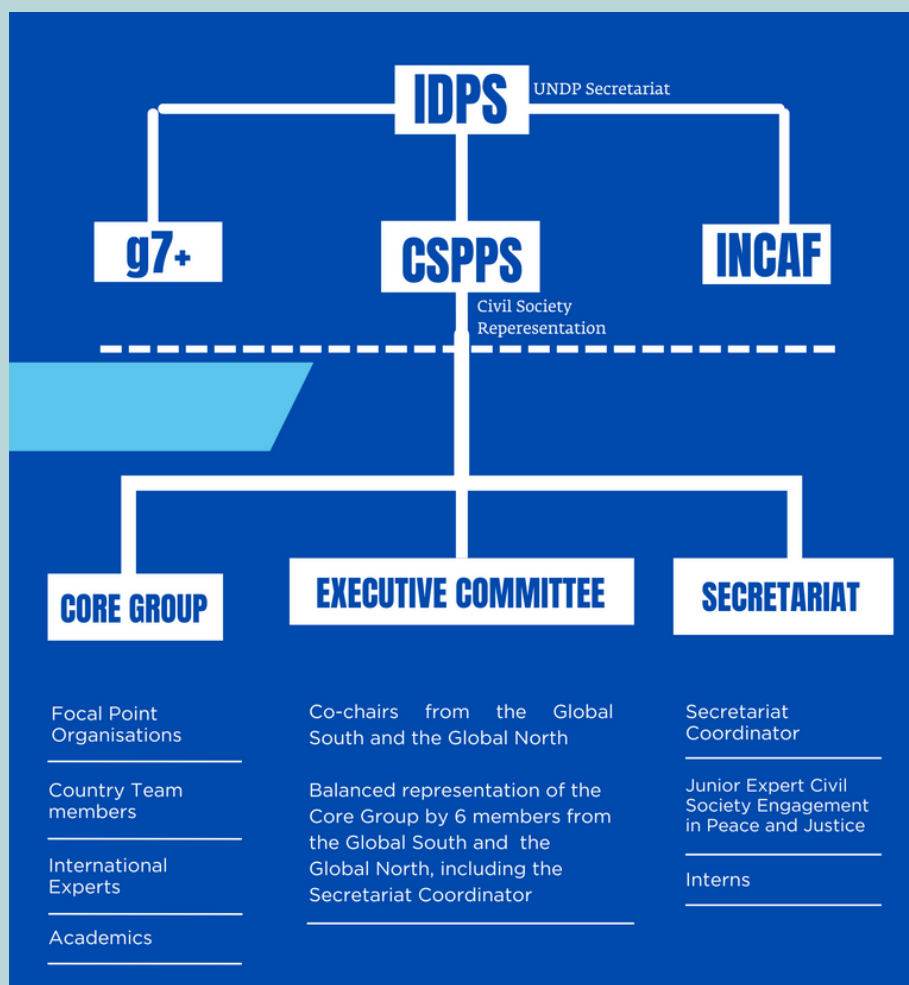 IDPS
UNDP Secretariat
g7+
CSPPS
INCAF
Civil Society
Reperesentation
CORE GROUP
EXECUTIVE COMMITTEE
SECRETARIAT
Focal Point
Organisations
Country Team
members
International
Experts
Academics
Co-chairs from the Global
South and the Global North
Balanced representation of the
Core Group by 6 members from
the Global South and the
Global North, including the
Secretariat Coordinator
Secretariat
Coordinator
Junior Expert Civil
Society Engagement
in Peace and Justice
Interns